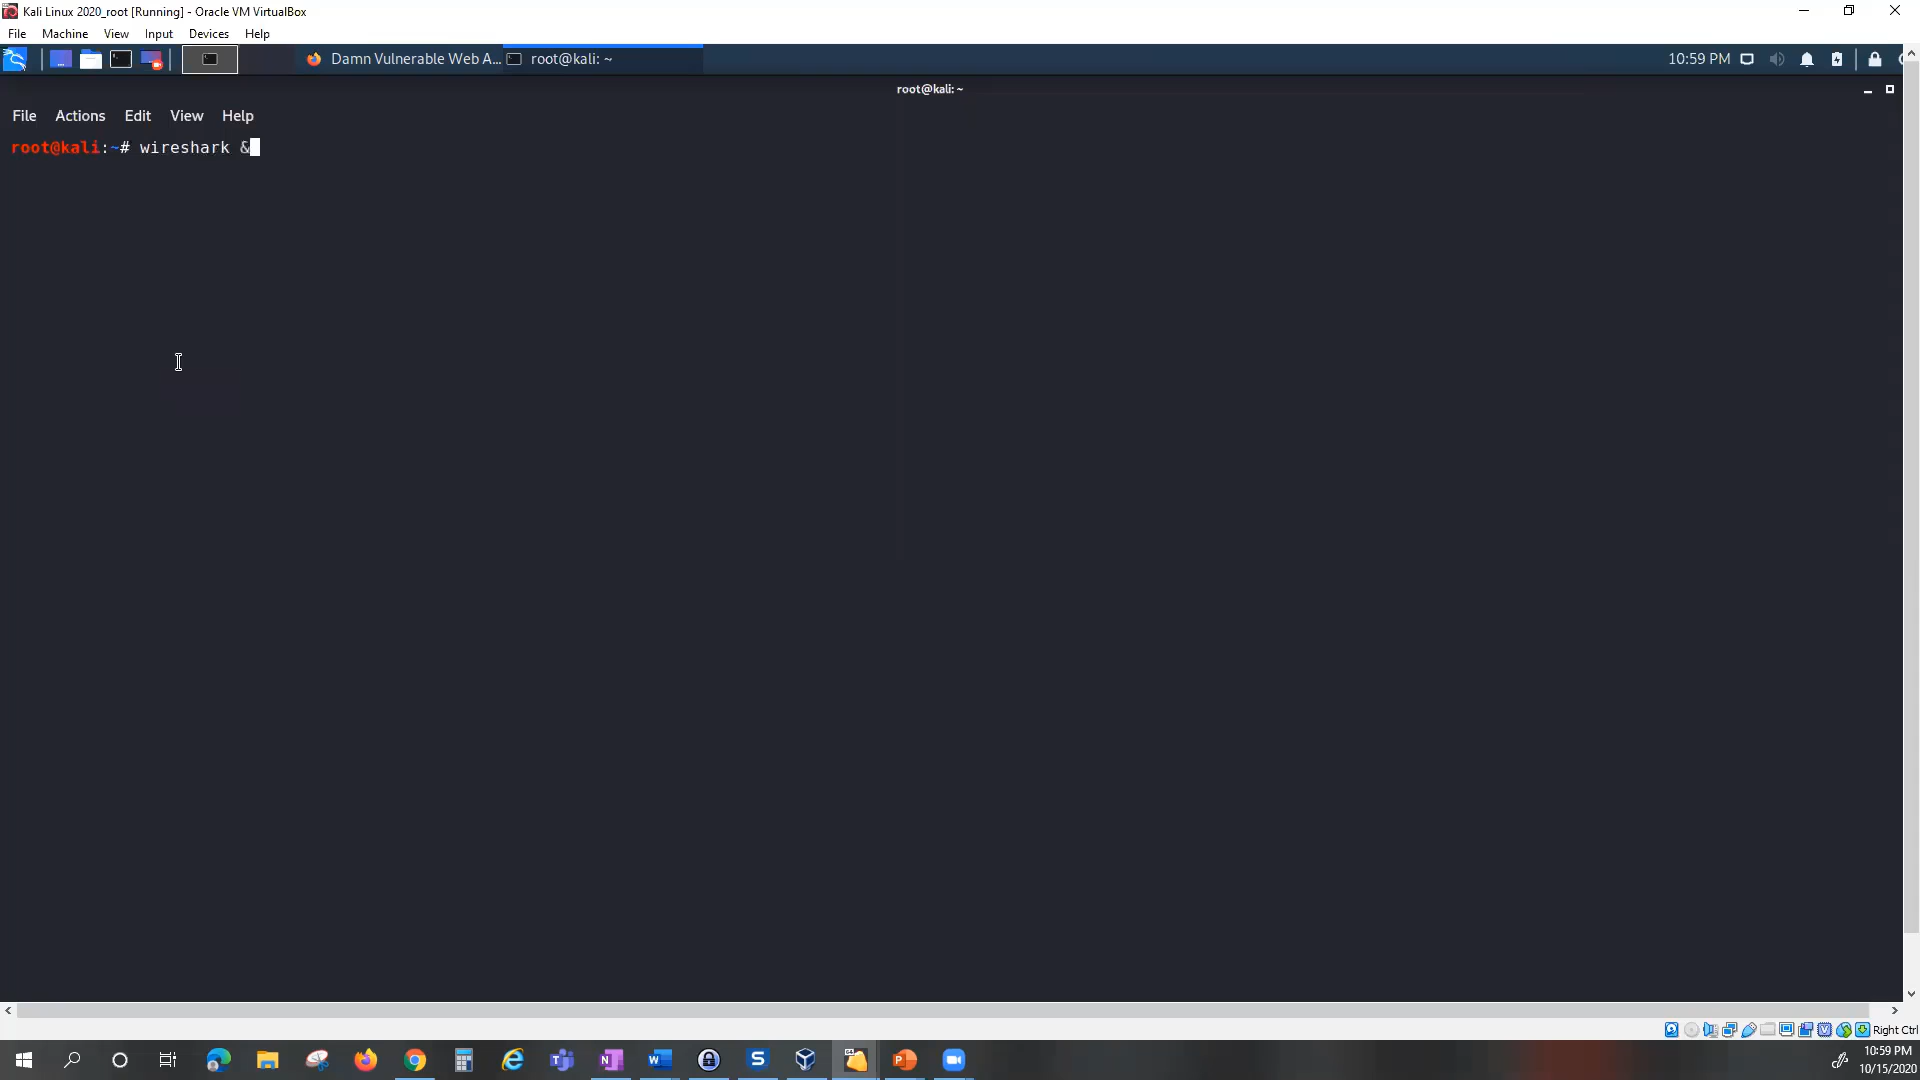 Kali Linux 2020_root [Running] - Oracle VM VirtualBox
File Machine View Input Devices Help
Damn Vulnerable Web A... root@kali: ~ 10:59 PM
root@kali: ~
File Actions Edit View Help
root@kali:~# wireshark &
Right Ctrl
10:59 PM
10/15/2020